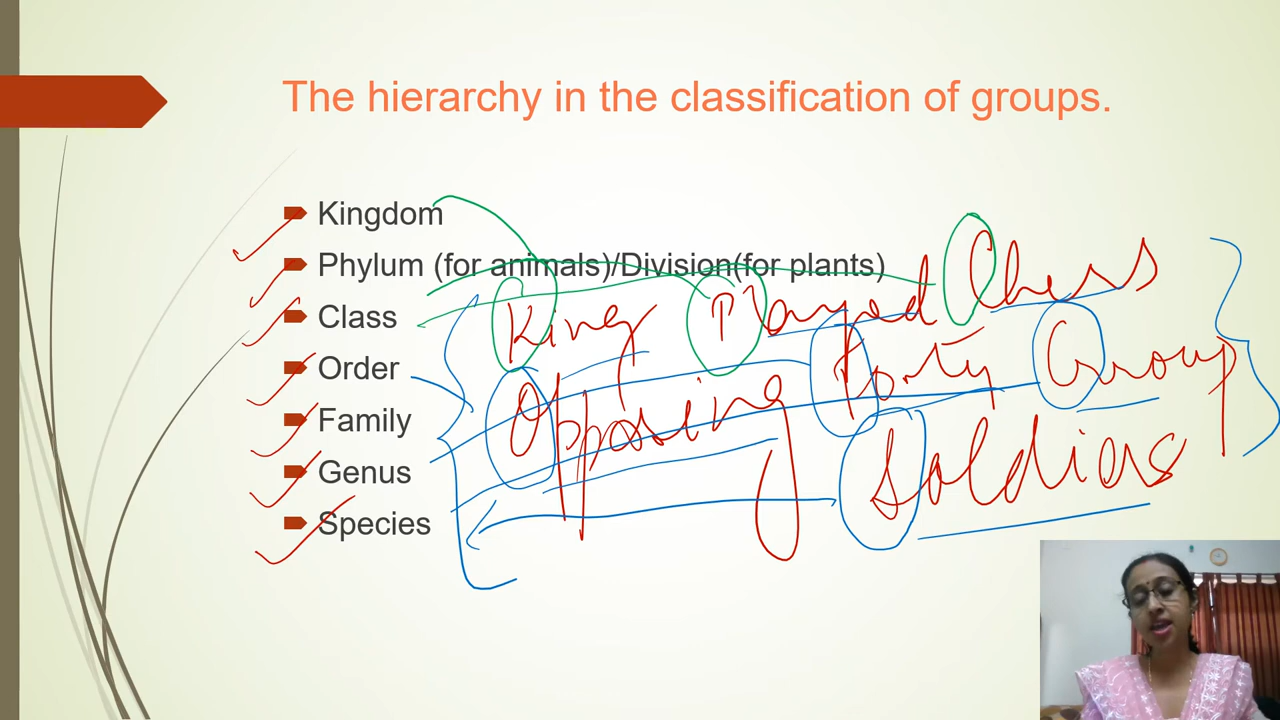 The hierarchy in the classification of groups.
Kingdom
Phylum (for animals)/Division(for plants)
Class
Order
Family
Genus
Species
King Played Chess
Opposing Forty Group
Soldiers